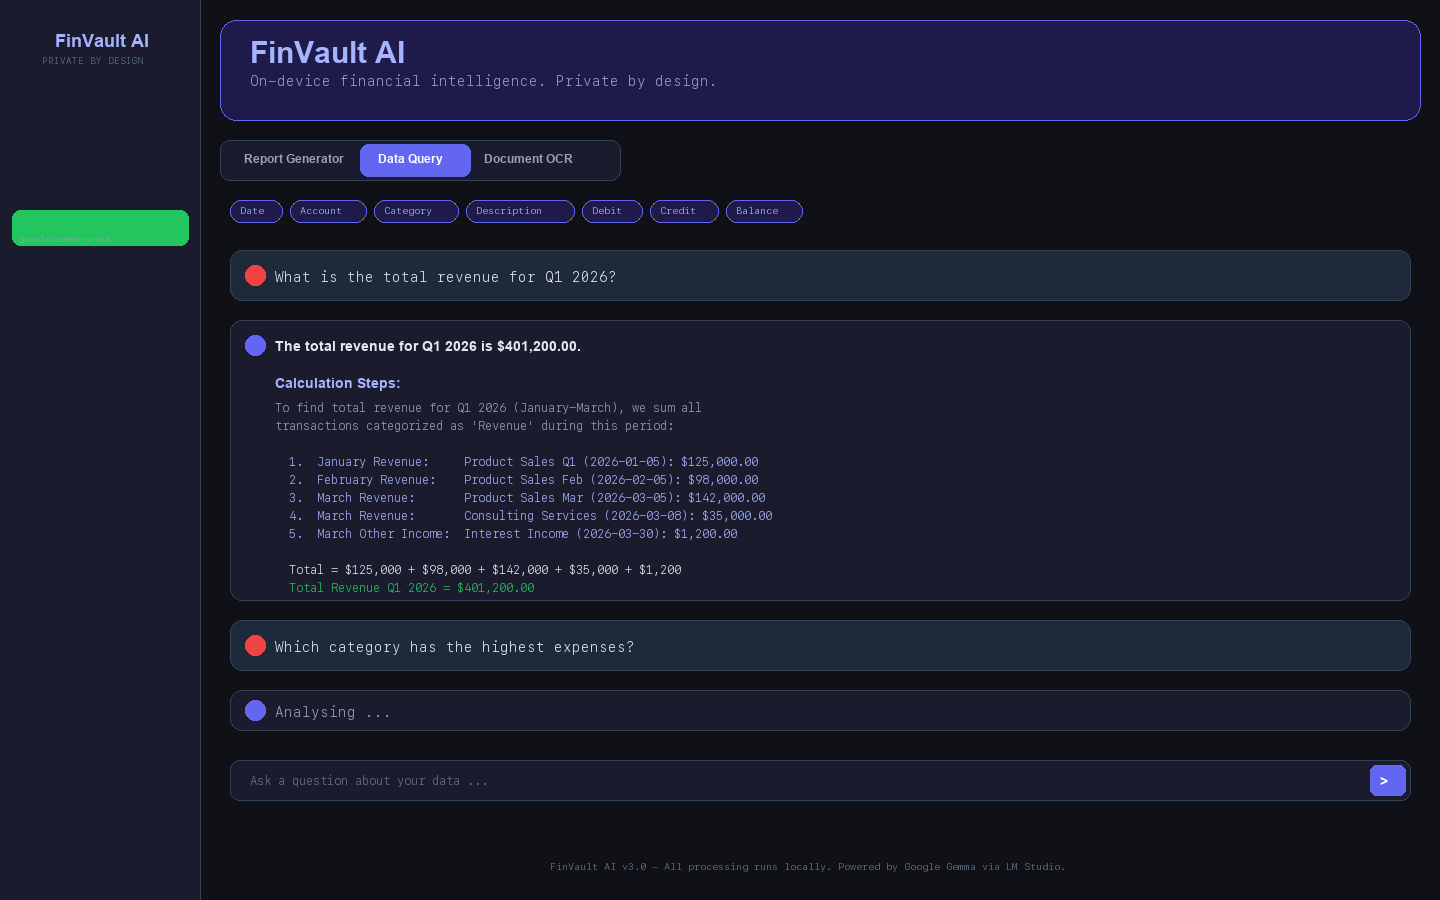 FinVault AI
PRIVATE BY DESIGN
FinVault AI
On-device financial intelligence. Private by design.
Report Generator Data Query Document OCR
Date Account Category Description Debit Credit Balance
What is the total revenue for Q1 2026?
The total revenue for Q1 2026 is $401,200.00.
Calculation Steps:
To find total revenue for Q1 2026 (January-March), we sum all
transactions categorized as 'Revenue' during this period:
1. January Revenue: Product Sales Q1 (2026-01-05): $125,000.00
2. February Revenue: Product Sales Feb (2026-02-05): $98,000.00
3. March Revenue: Product Sales Mar (2026-03-05): $142,000.00
4. March Revenue: Consulting Services (2026-03-08): $35,000.00
5. March Other Income: Interest Income (2026-03-30): $1,200.00
Total = $125,000 + $98,000 + $142,000 + $35,000 + $1,200
Total Revenue Q1 2026 = $401,200.00
Which category has the highest expenses?
Analysing ...
Ask a question about your data ...
>
FinVault AI v3.0 — All processing runs locally. Powered by Google Gemma via LM Studio.